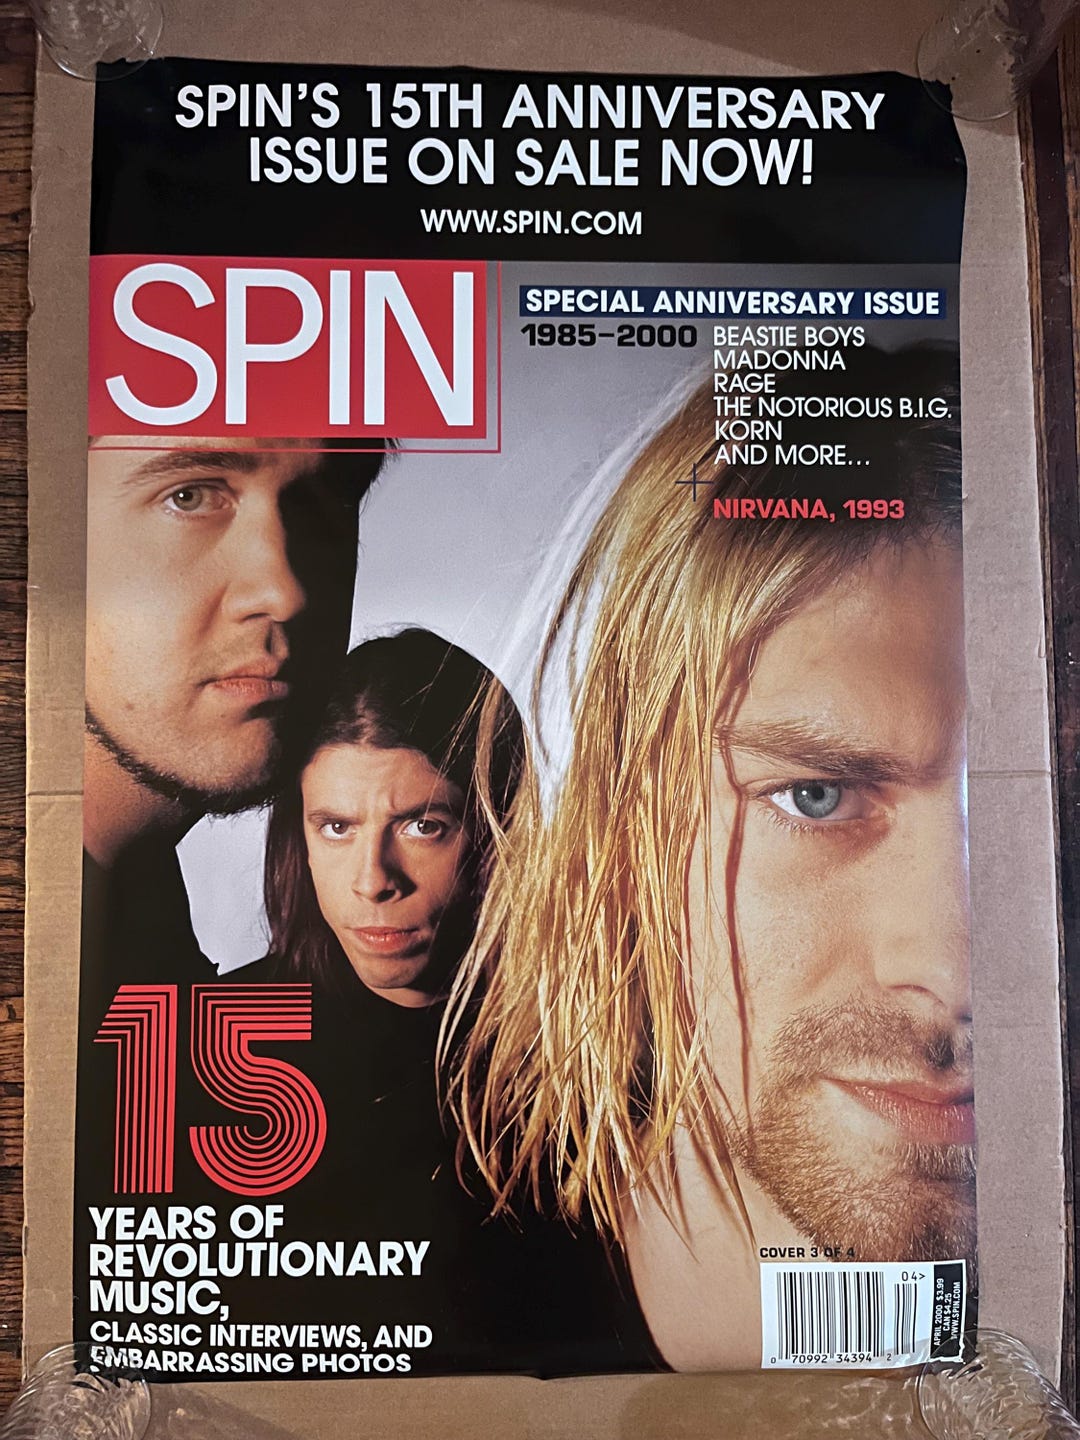 SPIN'S 15TH ANNIVERSARY
ISSUE ON SALE NOW!
WWW.SPIN.COM
SPIN
SPECIAL ANNIVERSARY ISSUE
1985–2000
BEASTIE BOYS
MADONNA
RAGE
THE NOTORIOUS B.I.G.
KORN
AND MORE...
NIRVANA, 1993
15
YEARS OF
REVOLUTIONARY
MUSIC,
CLASSIC INTERVIEWS, AND
EMBARRASSING PHOTOS
COVER 3 OF 4
04>
0 70992 34394 2
APRIL 2000 $3.99
CAN $4.25
WWW.SPIN.COM